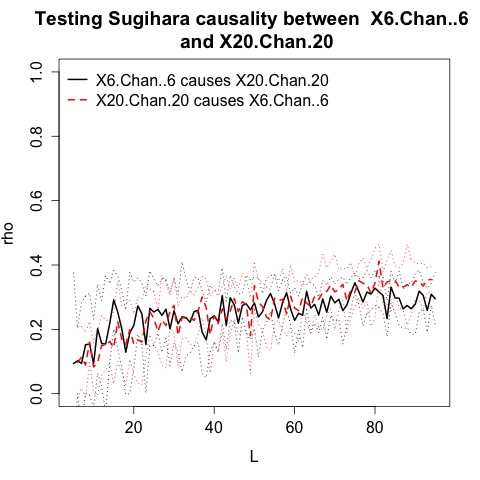 Testing Sugihara causality between  X6.Chan..6
and X20.Chan.20
X6.Chan..6 causes X20.Chan.20
X20.Chan.20 causes X6.Chan..6
rho
1.0
0.8
0.6
0.4
0.2
0.0
20 40 60 80
L